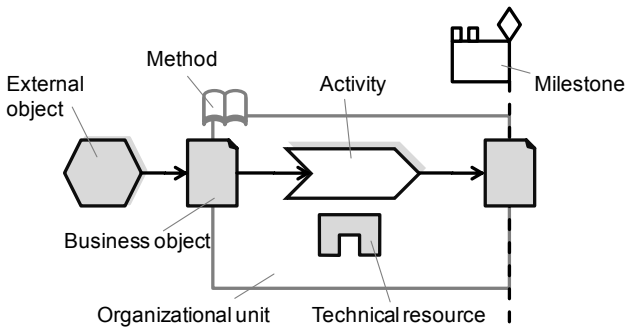 Method
External
object
Activity
Milestone
Business object
Organizational unit
Technical resource